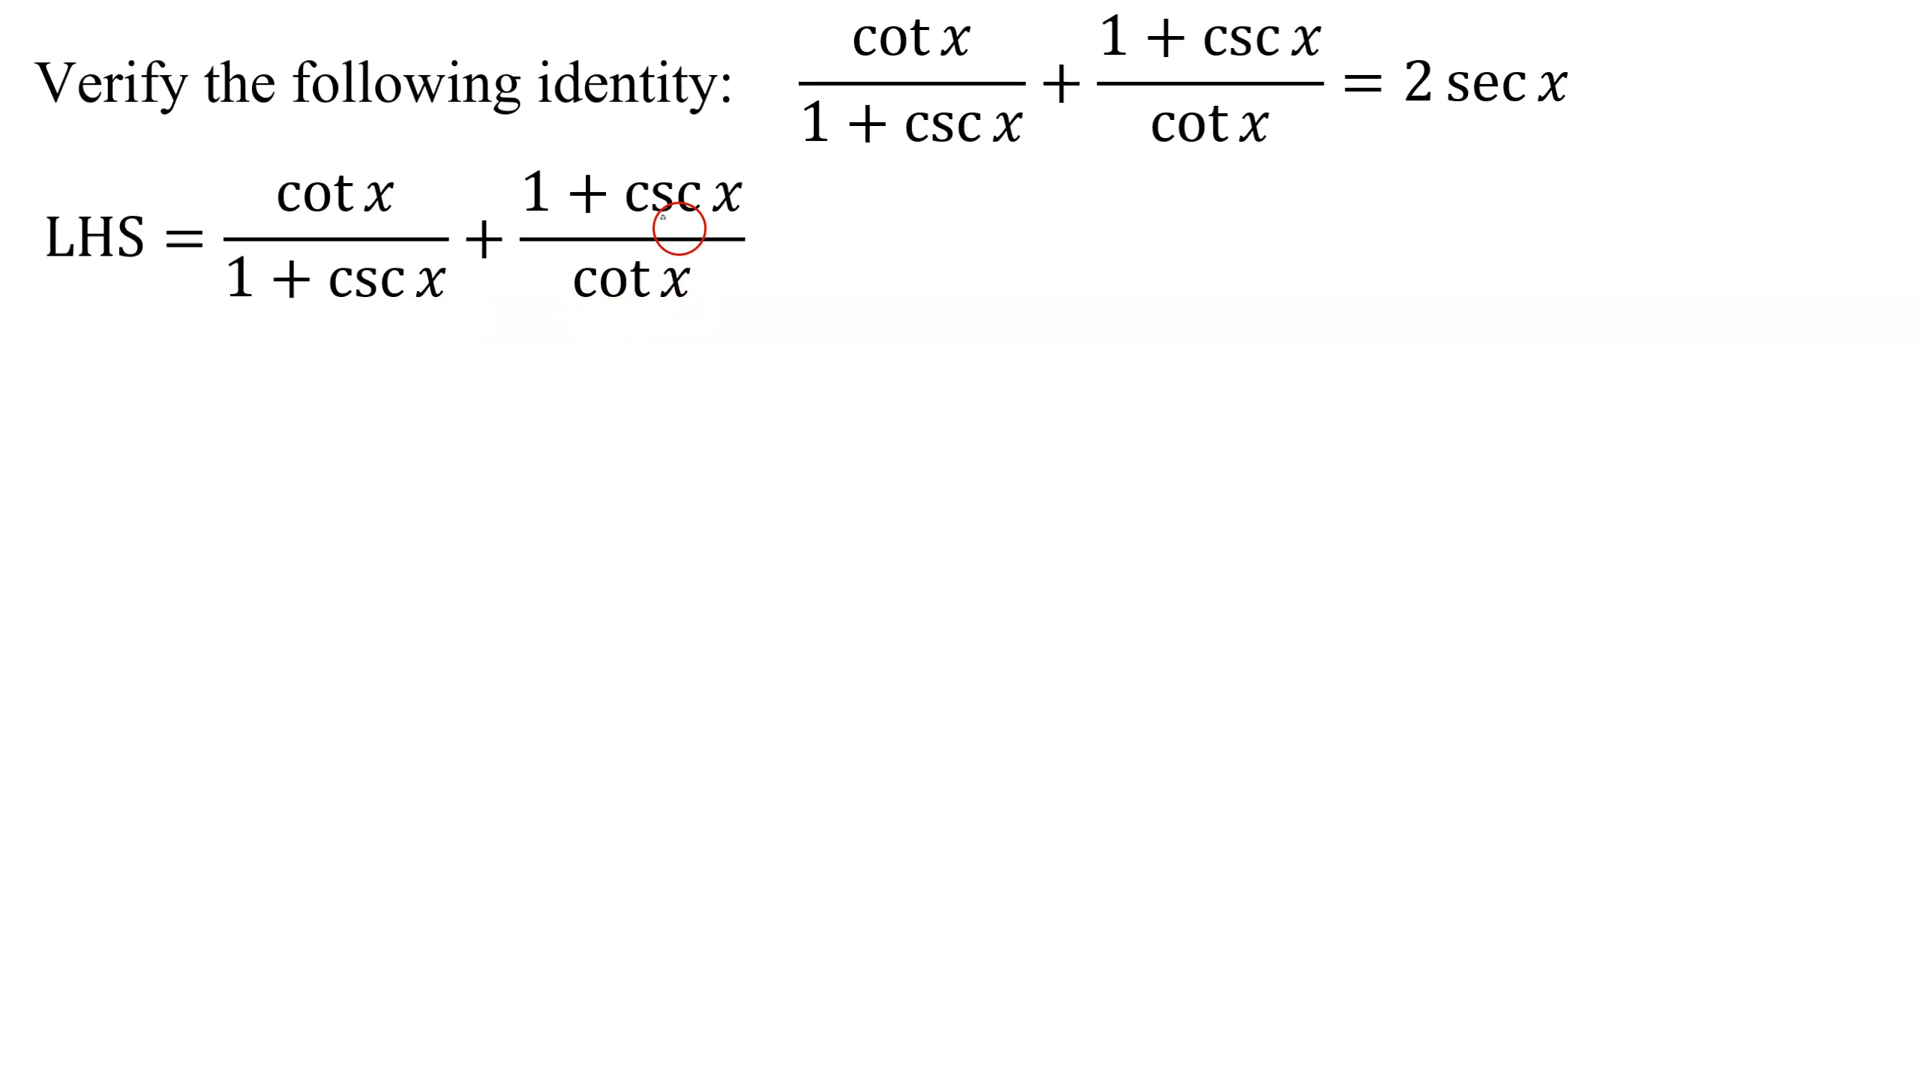 Verify the following identity: cot x / (1 + csc x) + (1 + csc x) / cot x = 2 sec x
LHS = cot x / (1 + csc x) + (1 + csc x) / cot x